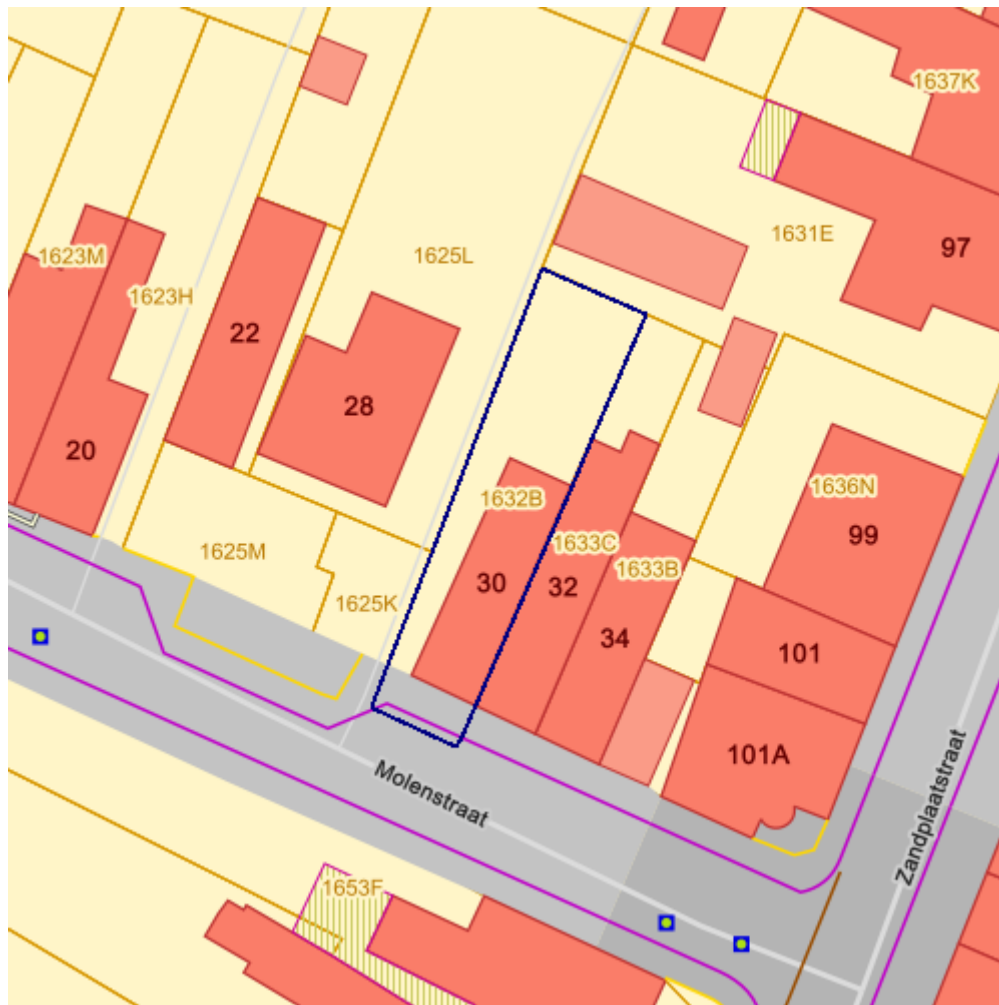 1637K
1631E
97
1623M
1625L
1623H
22
28
20
1632B
1636N
99
1625M
1633C
1633B
30
32
1625K
34
101
101A
Molenstraat
Zandplaatstraat
1653F